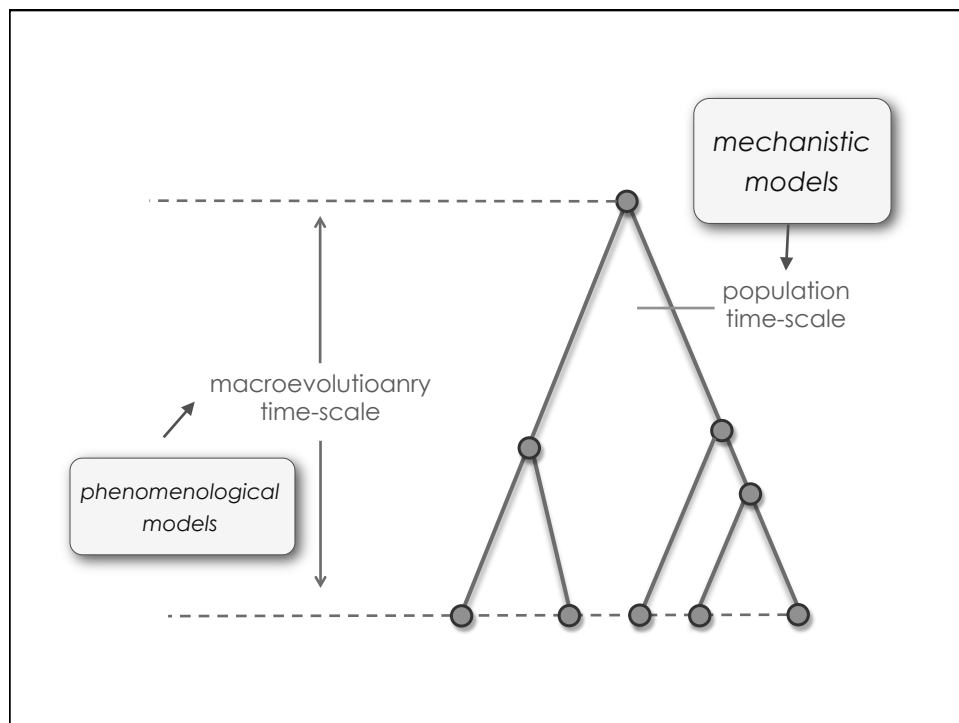 mechanistic
models
population
time-scale
macroevolutioanry
time-scale
phenomenological
models